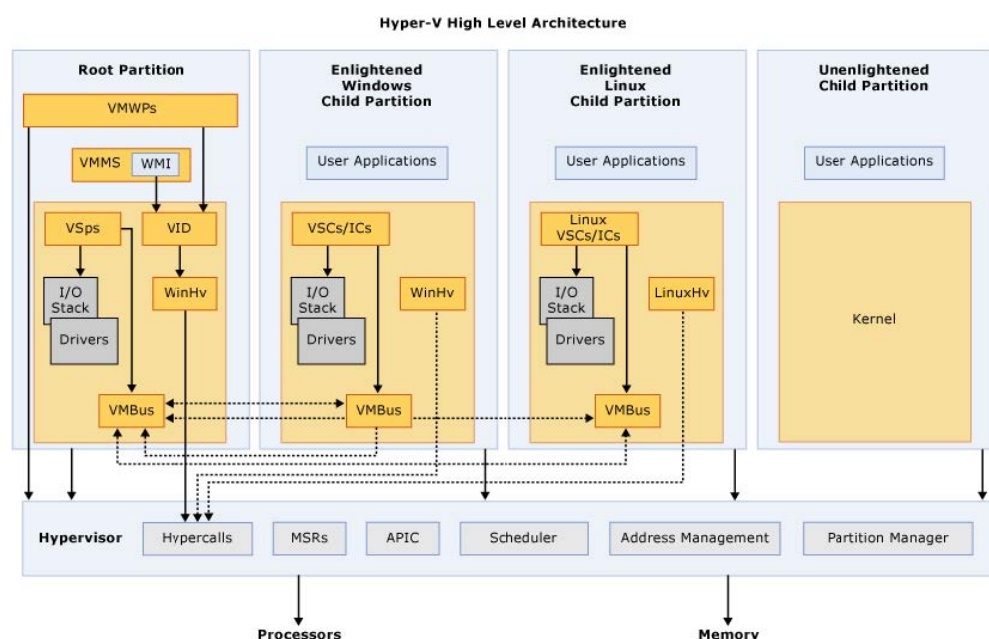 Hyper-V High Level Architecture
Root Partition
Enlightened
Windows
Child Partition
Enlightened
Linux
Child Partition
Unenlightened
Child Partition
VMWPs
VMMS
WMI
User Applications
User Applications
User Applications
VSps
VID
VSCs/ICs
Linux
VSCs/ICs
I/O
Stack
Drivers
WinHv
I/O
Stack
Drivers
WinHv
I/O
Stack
Drivers
LinuxHv
Kernel
VMBus
VMBus
VMBus
Hypervisor
Hypercalls
MSRs
APIC
Scheduler
Address Management
Partition Manager
Processors
Memory